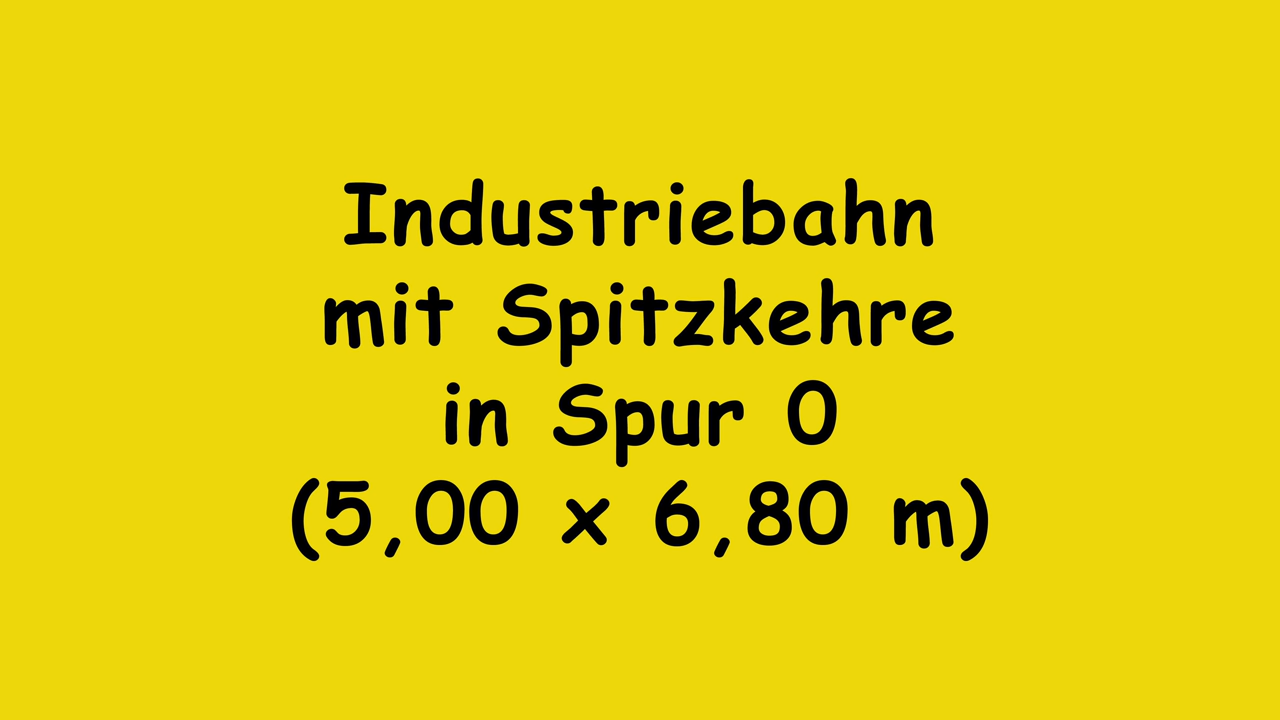 Industriebahn
mit Spitzkehre
in Spur 0
(5,00 x 6,80 m)